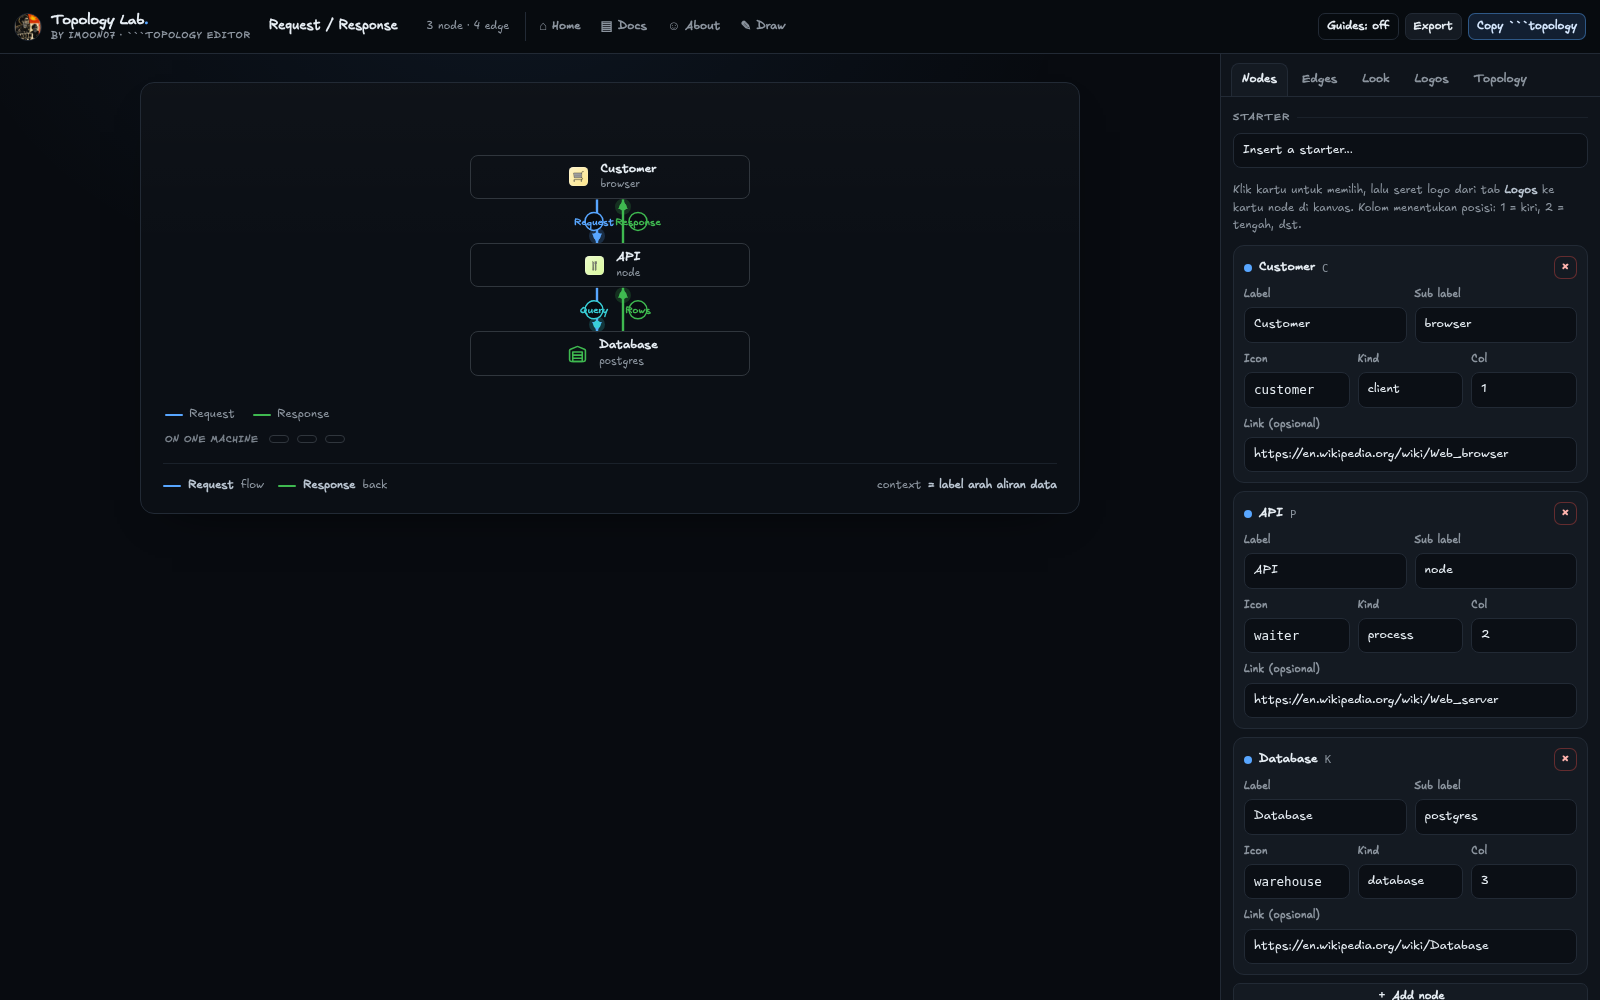 Topology Lab.
BY IMOON07 · ```TOPOLOGY EDITOR
Request / Response
3 node · 4 edge
Home
Docs
About
Draw
Guides: off
Export
Copy ```topology
Customer
browser
Request
Response
API
node
Query
Rows
Database
postgres
Request
Response
ON ONE MACHINE
Request flow
Response back
context = label arah aliran data
Nodes
Edges
Look
Logos
Topology
STARTER
Insert a starter...
Klik kartu untuk memilih, lalu seret logo dari tab Logos ke
kartu node di kanvas. Kolom menentukan posisi: 1 = kiri, 2 =
tengah, dst.
Customer C
Label
Sub label
Customer
browser
Icon
Kind
Col
customer
client
1
Link (opsional)
https://en.wikipedia.org/wiki/Web_browser
API P
Label
Sub label
API
node
Icon
Kind
Col
waiter
process
2
Link (opsional)
https://en.wikipedia.org/wiki/Web_server
Database K
Label
Sub label
Database
postgres
Icon
Kind
Col
warehouse
database
3
Link (opsional)
https://en.wikipedia.org/wiki/Database
+ Add node